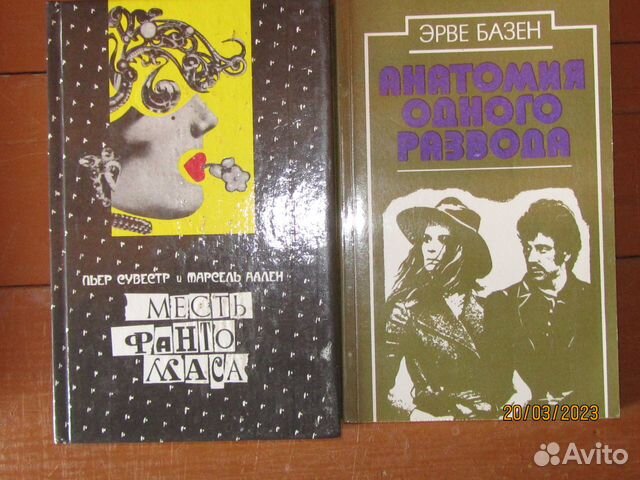 ПЬЕР СУВЕСТР И МАРСЕЛЬ АЛЛЕН
МЕСТЬ
ФАНТО
МАСА
ЭРВЕ БАЗЕН
АНАТОМИЯ
ОДНОГО
РАЗВОДА
20/03/2023
Avito